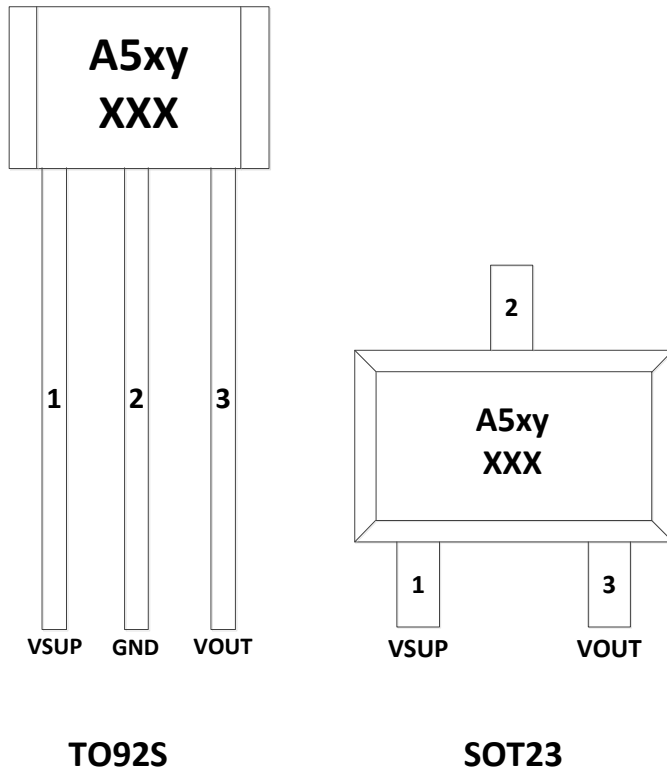 A5xy
XXX
1 2 3
VSUP GND VOUT
TO92S
2
A5xy
XXX
1 3
VSUP VOUT
SOT23